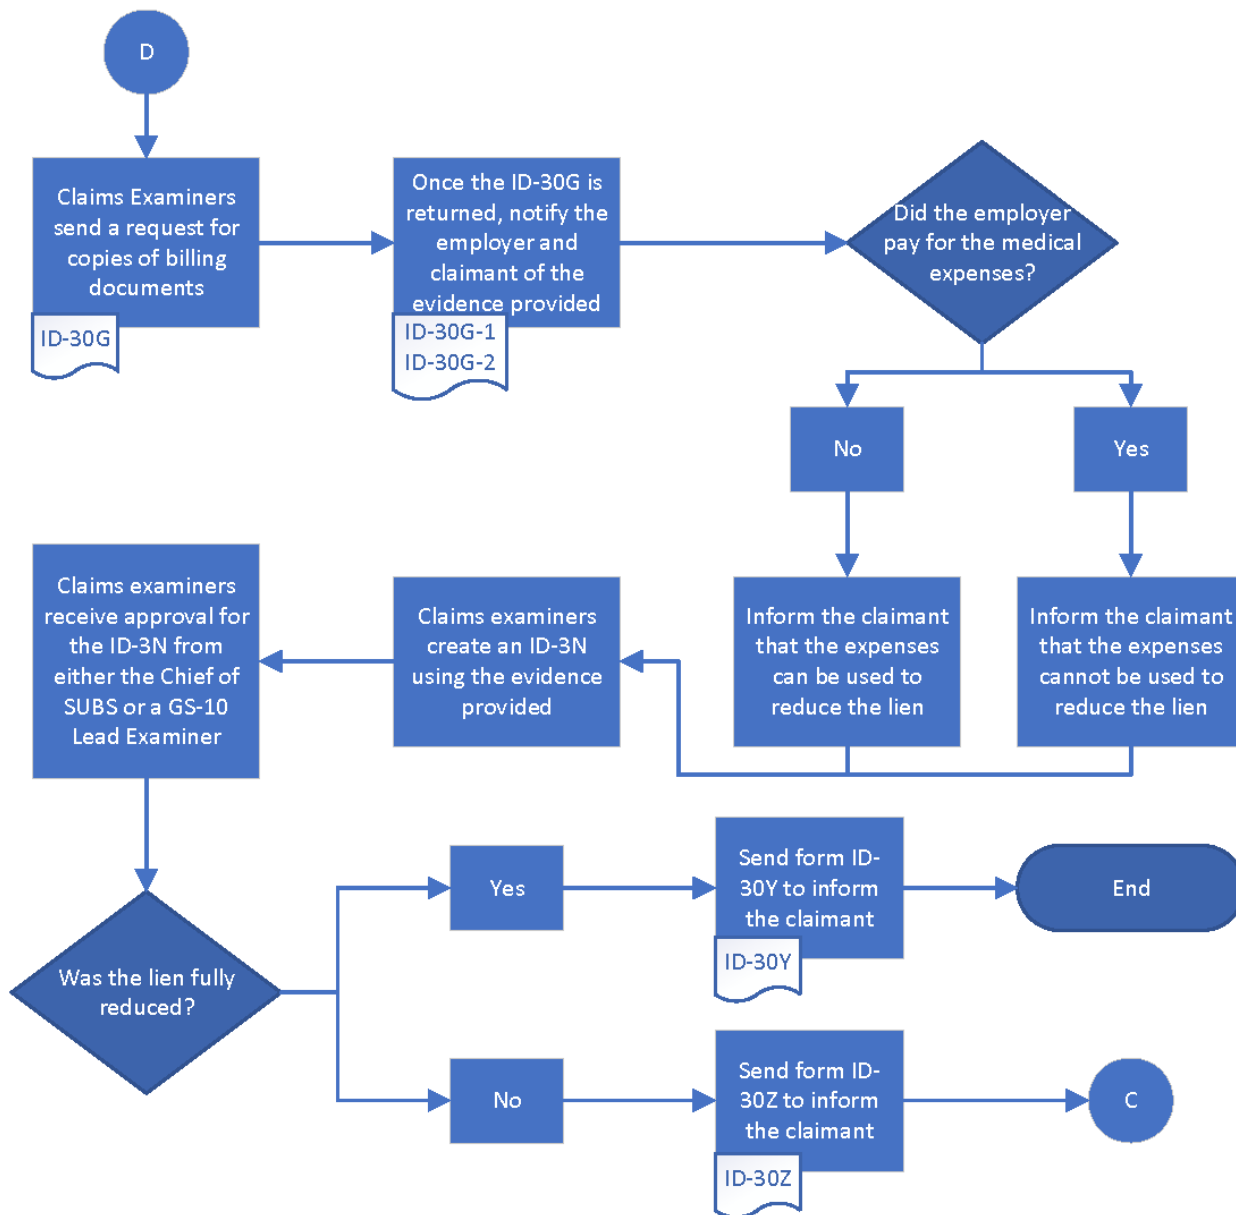 D
Claims Examiners
send a request for
copies of billing
documents
ID-30G
Once the ID-30G is
returned, notify the
employer and
claimant of the
evidence provided
ID-30G-1
ID-30G-2
Did the employer
pay for the medical
expenses?
No
Yes
Inform the claimant
that the expenses
can be used to
reduce the lien
Inform the claimant
that the expenses
cannot be used to
reduce the lien
Claims examiners
create an ID-3N
using the evidence
provided
Claims examiners
receive approval for
the ID-3N from
either the Chief of
SUBS or a GS-10
Lead Examiner
Was the lien fully
reduced?
Yes
Send form ID-
30Y to inform
the claimant
ID-30Y
End
No
Send form ID-
30Z to inform
the claimant
ID-30Z
C